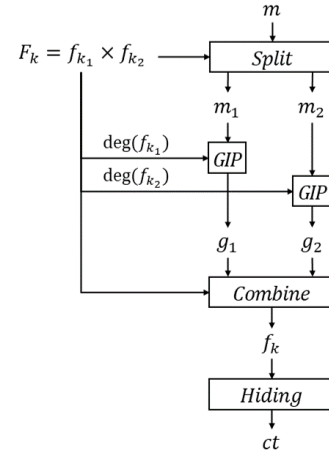 m
F_k = f_{k_1} × f_{k_2}
Split
m_1 m_2
deg(f_{k_1})
GIP
deg(f_{k_2})
GIP
g_1 g_2
Combine
f_k
Hiding
ct